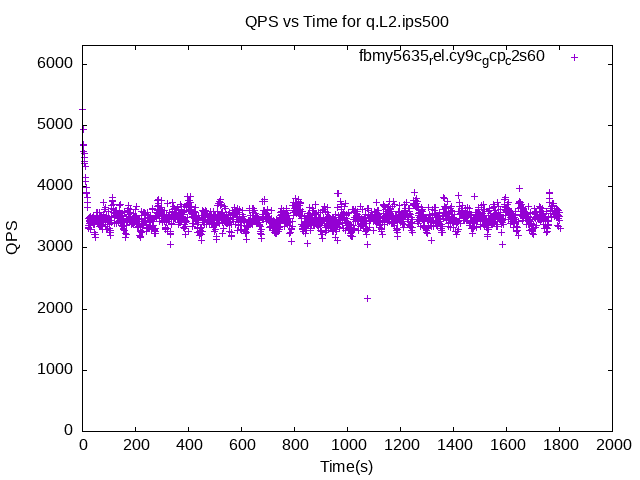 QPS vs Time for q.L2.ips500
fbmy5635rel.cy9cgcpc2s60
6000
5000
4000
3000
2000
1000
0
QPS
0 200 400 600 800 1000 1200 1400 1600 1800 2000
Time(s)